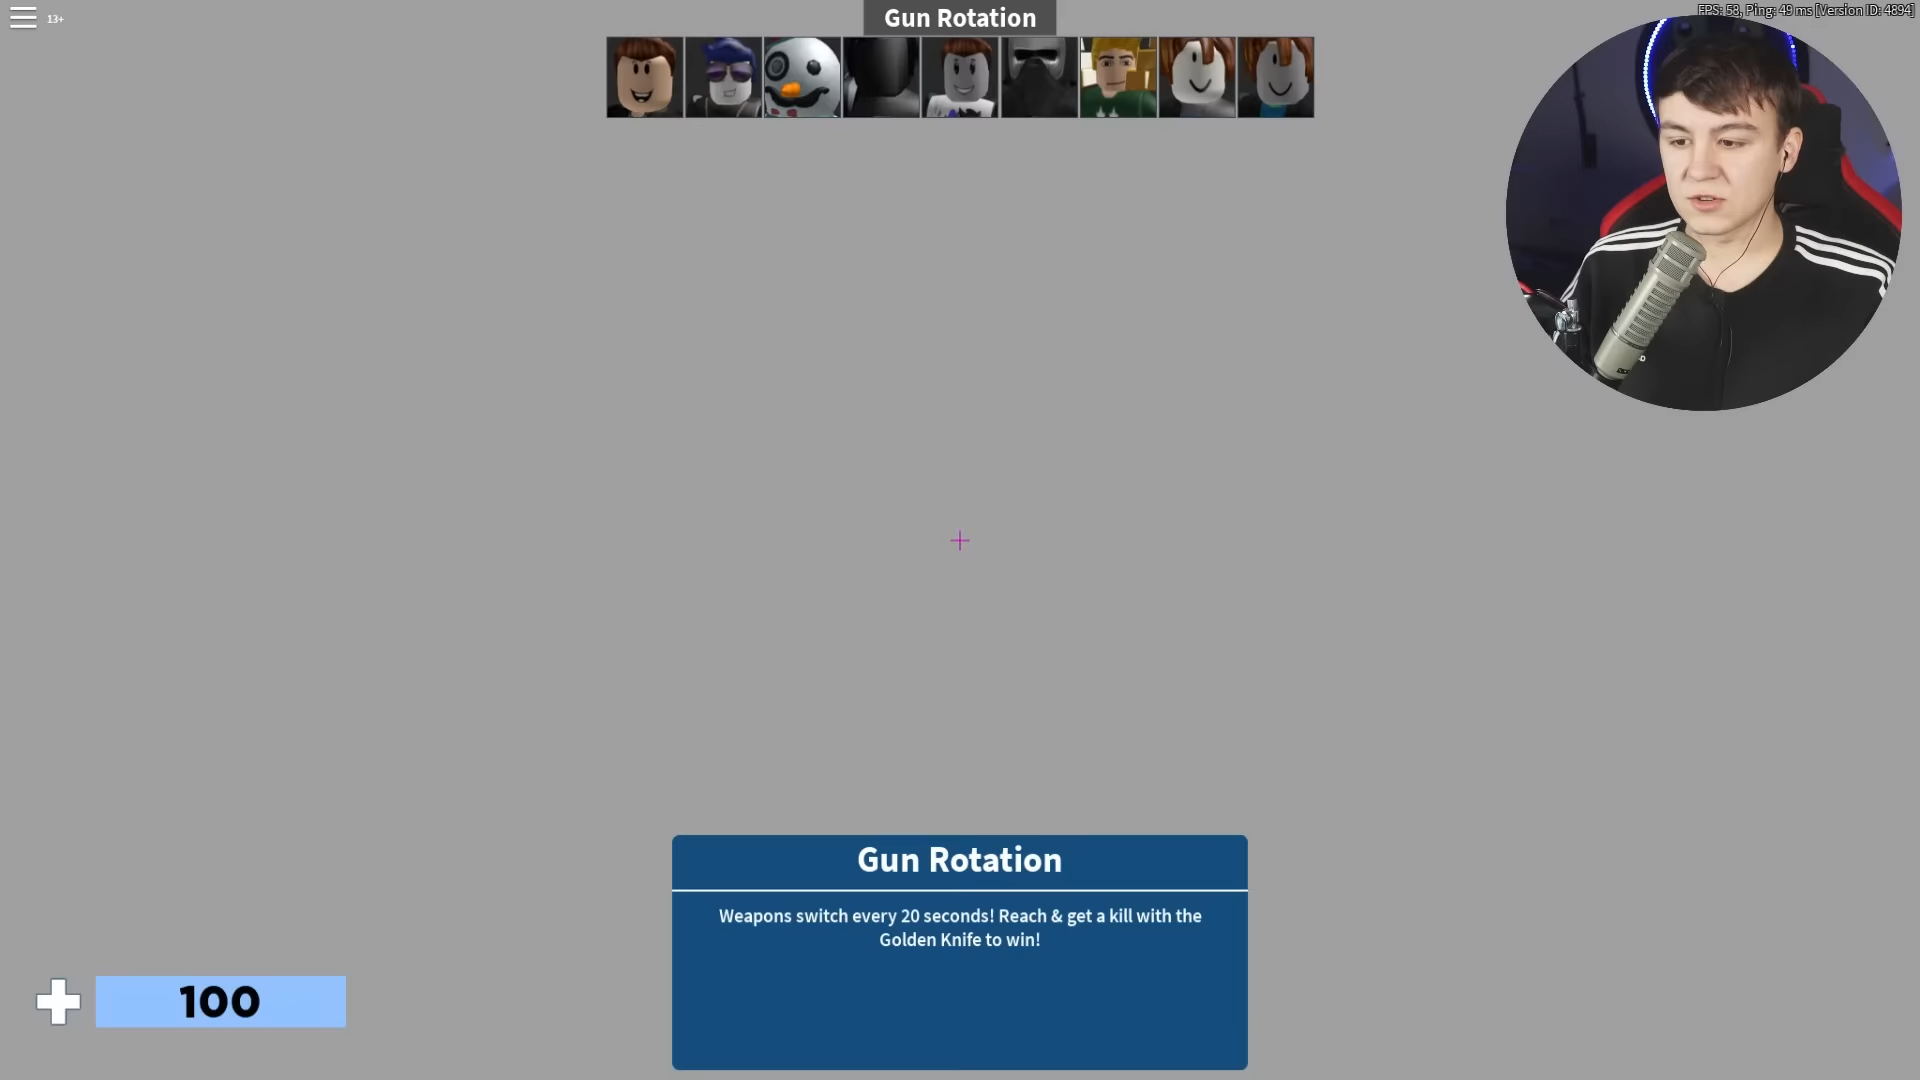 13+
Gun Rotation
FPS: 58, Ping: 49 ms [Version ID: 4894]
Gun Rotation
Weapons switch every 20 seconds! Reach & get a kill with the
Golden Knife to win!
100